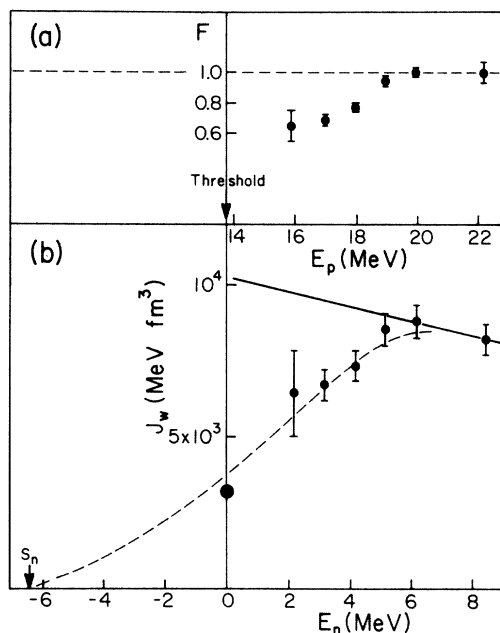 (a)
F
1.0
0.8
0.6
Threshold
14 16 18 20 22
E_p (MeV)
(b)
10^4
J_w (MeV fm^3)
5x10^3
S_n
-6 -4 -2 0 2 4 6 8
E_n (MeV)